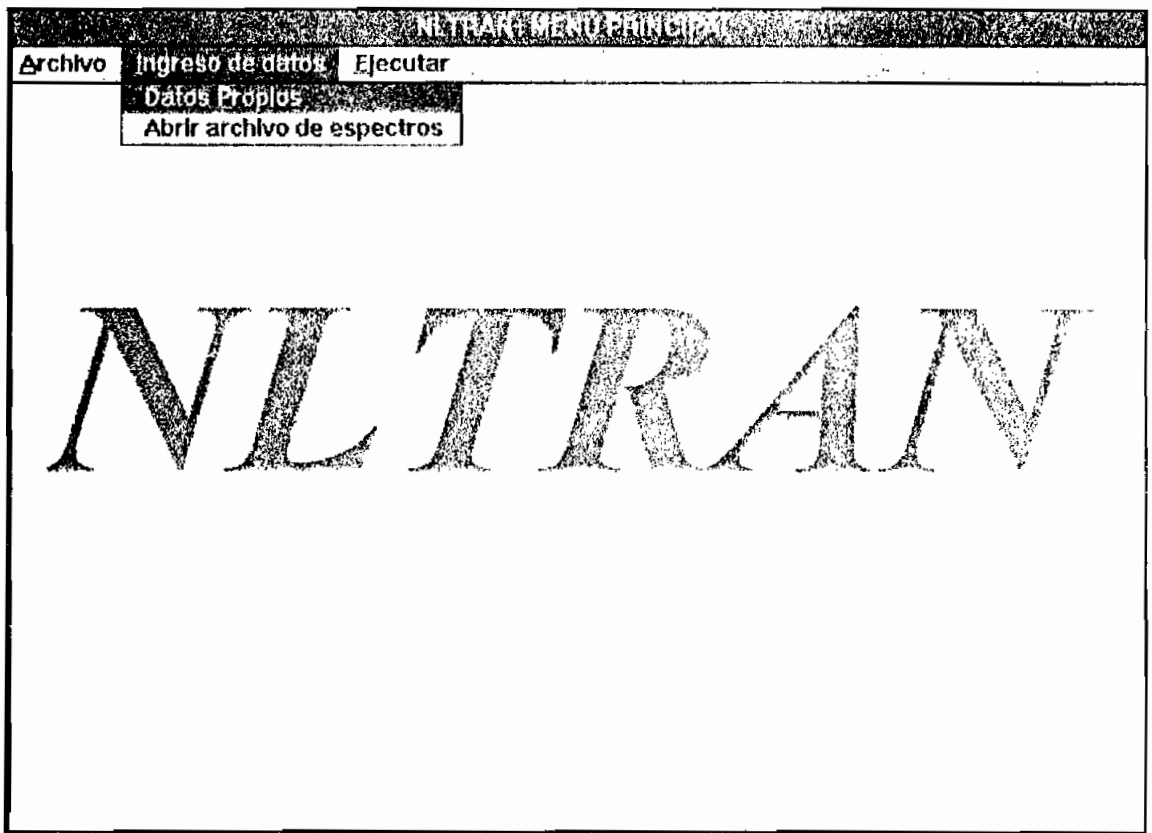 NLTRAN : MENU PRINCIPAL
Archivo Ingreso de datos Ejecutar
Datos Propios
Abrir archivo de espectros
NLTRAN